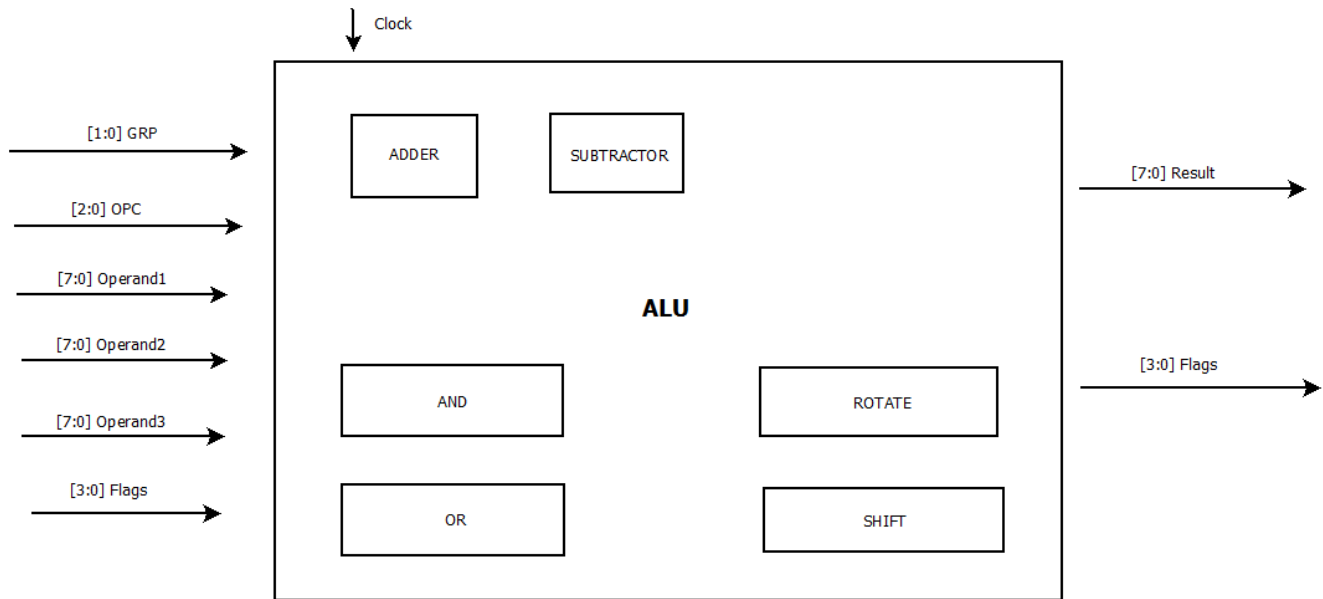 Clock
[1:0] GRP
ADDER
SUBTRACTOR
[7:0] Result
[2:0] OPC
[7:0] Operand1
ALU
[7:0] Operand2
[3:0] Flags
AND
ROTATE
[7:0] Operand3
[3:0] Flags
OR
SHIFT